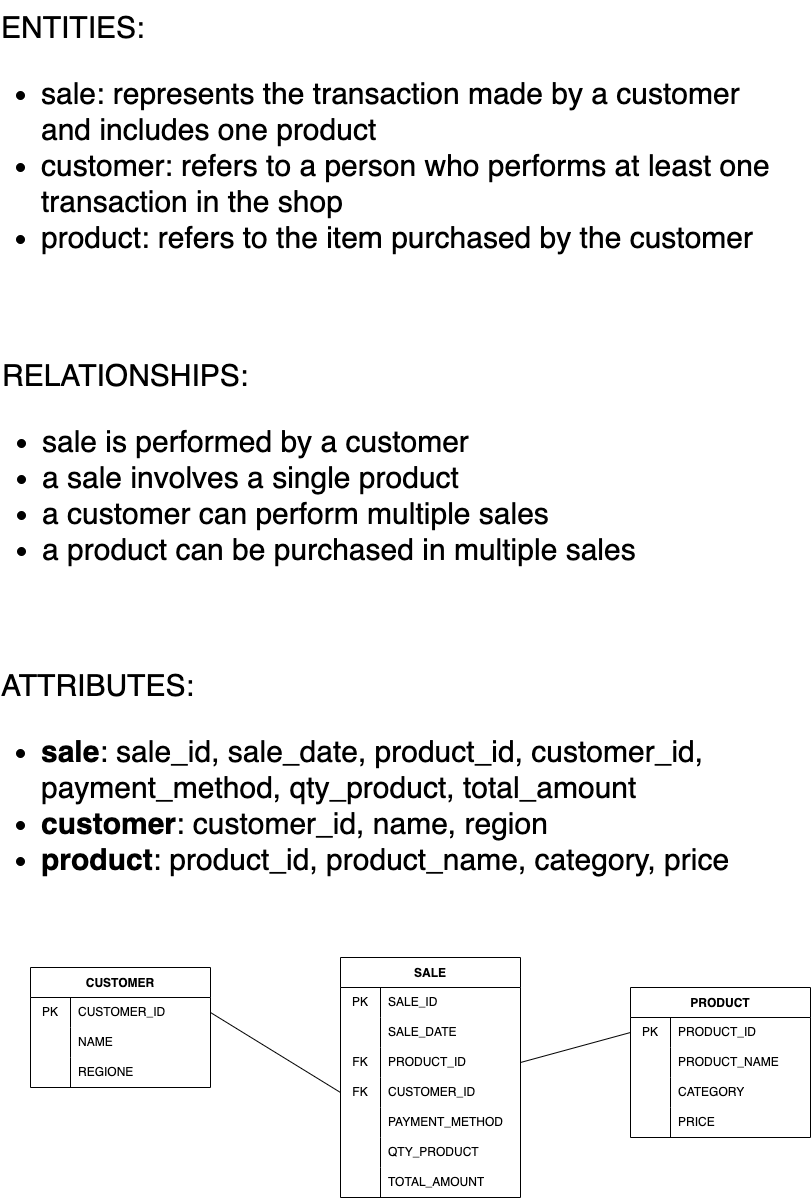 ENTITIES:
• sale: represents the transaction made by a customer
and includes one product
• customer: refers to a person who performs at least one
transaction in the shop
• product: refers to the item purchased by the customer
RELATIONSHIPS:
• sale is performed by a customer
• a sale involves a single product
• a customer can perform multiple sales
• a product can be purchased in multiple sales
ATTRIBUTES:
• sale: sale_id, sale_date, product_id, customer_id,
payment_method, qty_product, total_amount
• customer: customer_id, name, region
• product: product_id, product_name, category, price
CUSTOMER
PK CUSTOMER_ID
NAME
REGIONE
SALE
PK SALE_ID
SALE_DATE
FK PRODUCT_ID
FK CUSTOMER_ID
PAYMENT_METHOD
QTY_PRODUCT
TOTAL_AMOUNT
PRODUCT
PK PRODUCT_ID
PRODUCT_NAME
CATEGORY
PRICE